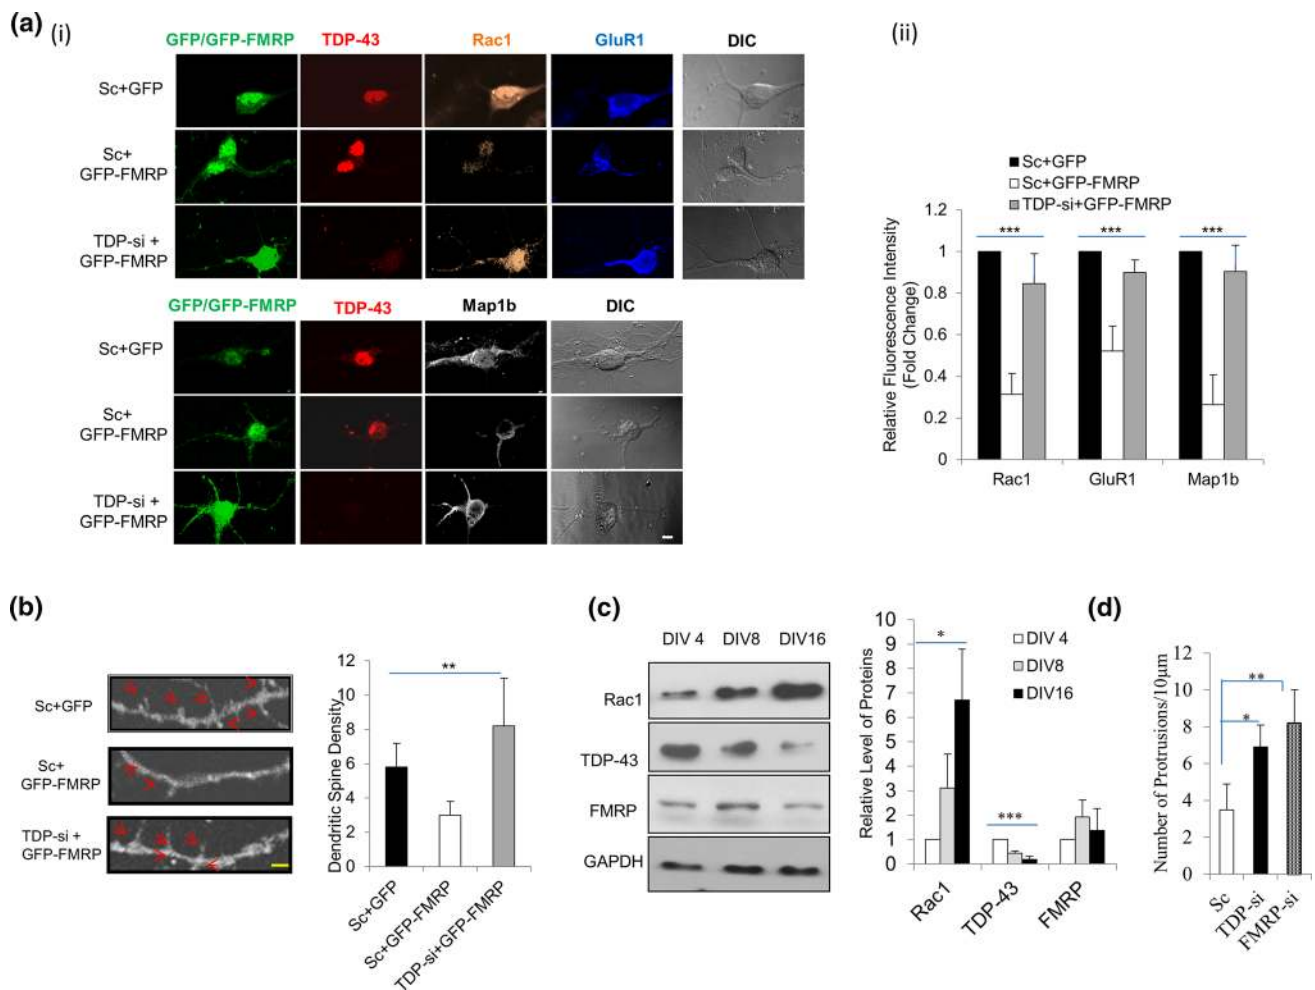 (a) (i)
GFP/GFP-FMRP TDP-43 Rac1 GluR1 DIC
Sc+GFP
Sc+
GFP-FMRP
TDP-si +
GFP-FMRP
GFP/GFP-FMRP TDP-43 Map1b DIC
Sc+GFP
Sc+
GFP-FMRP
TDP-si +
GFP-FMRP
(ii)
Sc+GFP
Sc+GFP-FMRP
TDP-si+GFP-FMRP
Relative Fluorescence Intensity
(Fold Change)
1.2
1
0.8
0.6
0.4
0.2
0
*** *** ***
Rac1 GluR1 Map1b
(b)
Sc+GFP
Sc+
GFP-FMRP
TDP-si +
GFP-FMRP
Dendritic Spine Density
12
10
8
6
4
2
0
**
Sc+GFP
Sc+GFP-FMRP
TDP-si+GFP-FMRP
(c)
DIV 4 DIV8 DIV16
Rac1
TDP-43
FMRP
GAPDH
Relative Level of Proteins
10
9
8
7
6
5
4
3
2
1
0
*
***
DIV 4
DIV8
DIV16
Rac1
TDP-43
FMRP
(d)
Number of Protrusions/10µm
12
10
8
6
4
2
0
**
*
Sc
TDP-si
FMRP-si